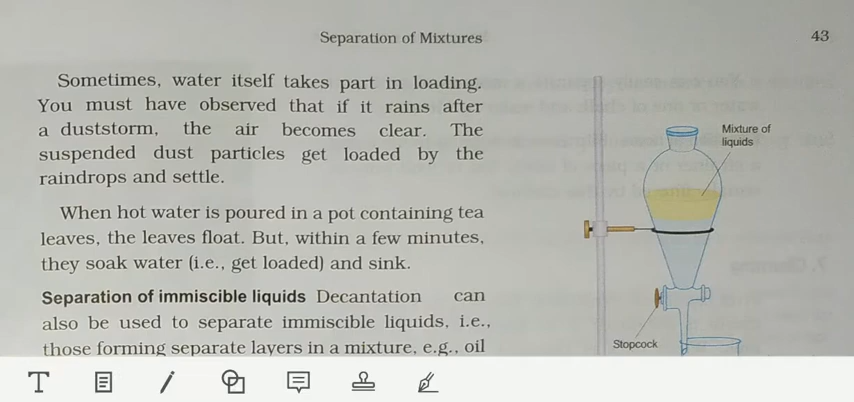 Separation of Mixtures
43
Sometimes, water itself takes part in loading.
You must have observed that if it rains after
a duststorm, the air becomes clear. The
suspended dust particles get loaded by the
raindrops and settle.
When hot water is poured in a pot containing tea
leaves, the leaves float. But, within a few minutes,
they soak water (i.e., get loaded) and sink.
Separation of immiscible liquids Decantation can
also be used to separate immiscible liquids, i.e.,
those forming separate layers in a mixture, e.g., oil
Mixture of
liquids
Stopcock
T